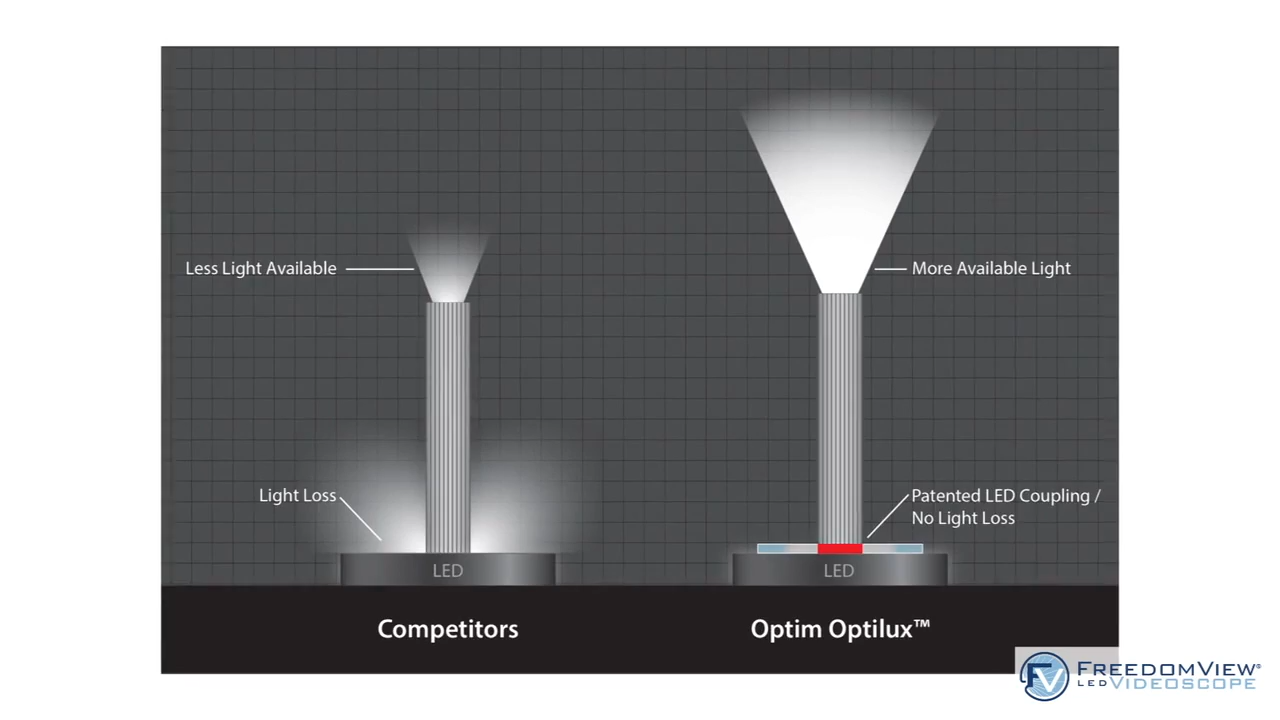 Less Light Available
More Available Light
Light Loss
Patented LED Coupling /
No Light Loss
LED
LED
Competitors
Optim Optilux™
FV
FREEDOMVIEW®
LED VIDEOSCOPE